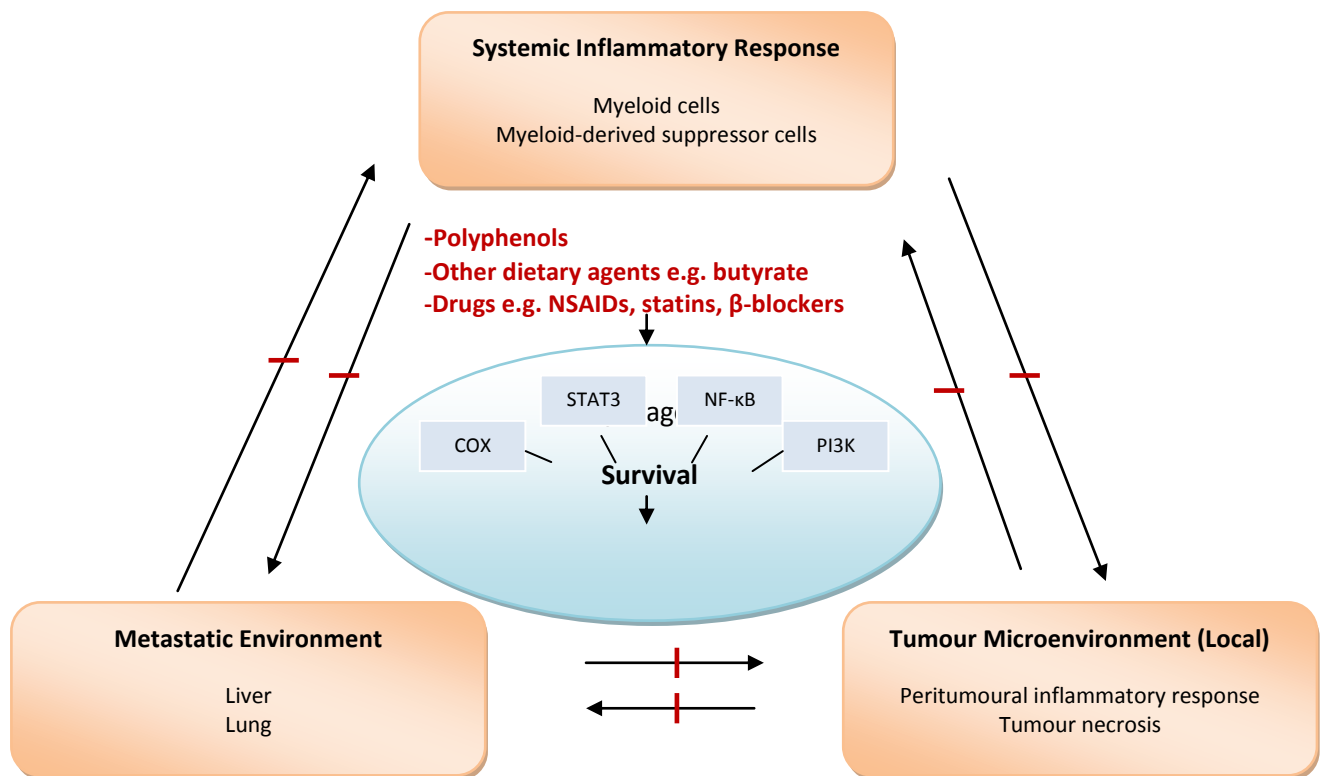 Systemic Inflammatory Response
Myeloid cells
Myeloid-derived suppressor cells
-Polyphenols
-Other dietary agents e.g. butyrate
-Drugs e.g. NSAIDs, statins, β-blockers
STAT3
NF-κB
COX
PI3K
Survival
Metastatic Environment
Liver
Lung
Tumour Microenvironment (Local)
Peritumoural inflammatory response
Tumour necrosis